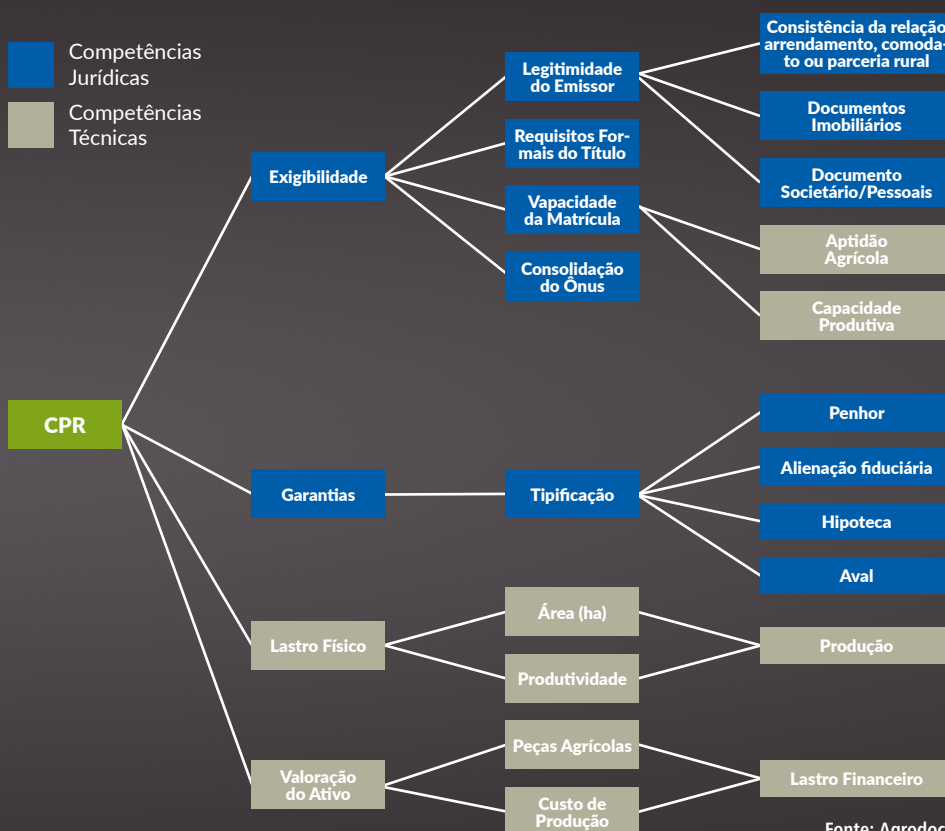 Competências
Jurídicas
Competências
Técnicas
CPR
Exigibilidade
Garantias
Lastro Físico
Valoração
do Ativo
Legitimidade
do Emissor
Requisitos For-
mais do Título
Vapacidade
da Matrícula
Consolidação
do Ônus
Tipificação
Área (ha)
Produtividade
Peças Agrícolas
Custo de
Produção
Consistência da relação
arrendamento, comoda-
to ou parceria rural
Documentos
Imobiliários
Documento
Societário/Pessoais
Aptidão
Agrícola
Capacidade
Produtiva
Penhor
Alienação fiduciária
Hipoteca
Aval
Produção
Lastro Financeiro
Fonte: Agrodoc